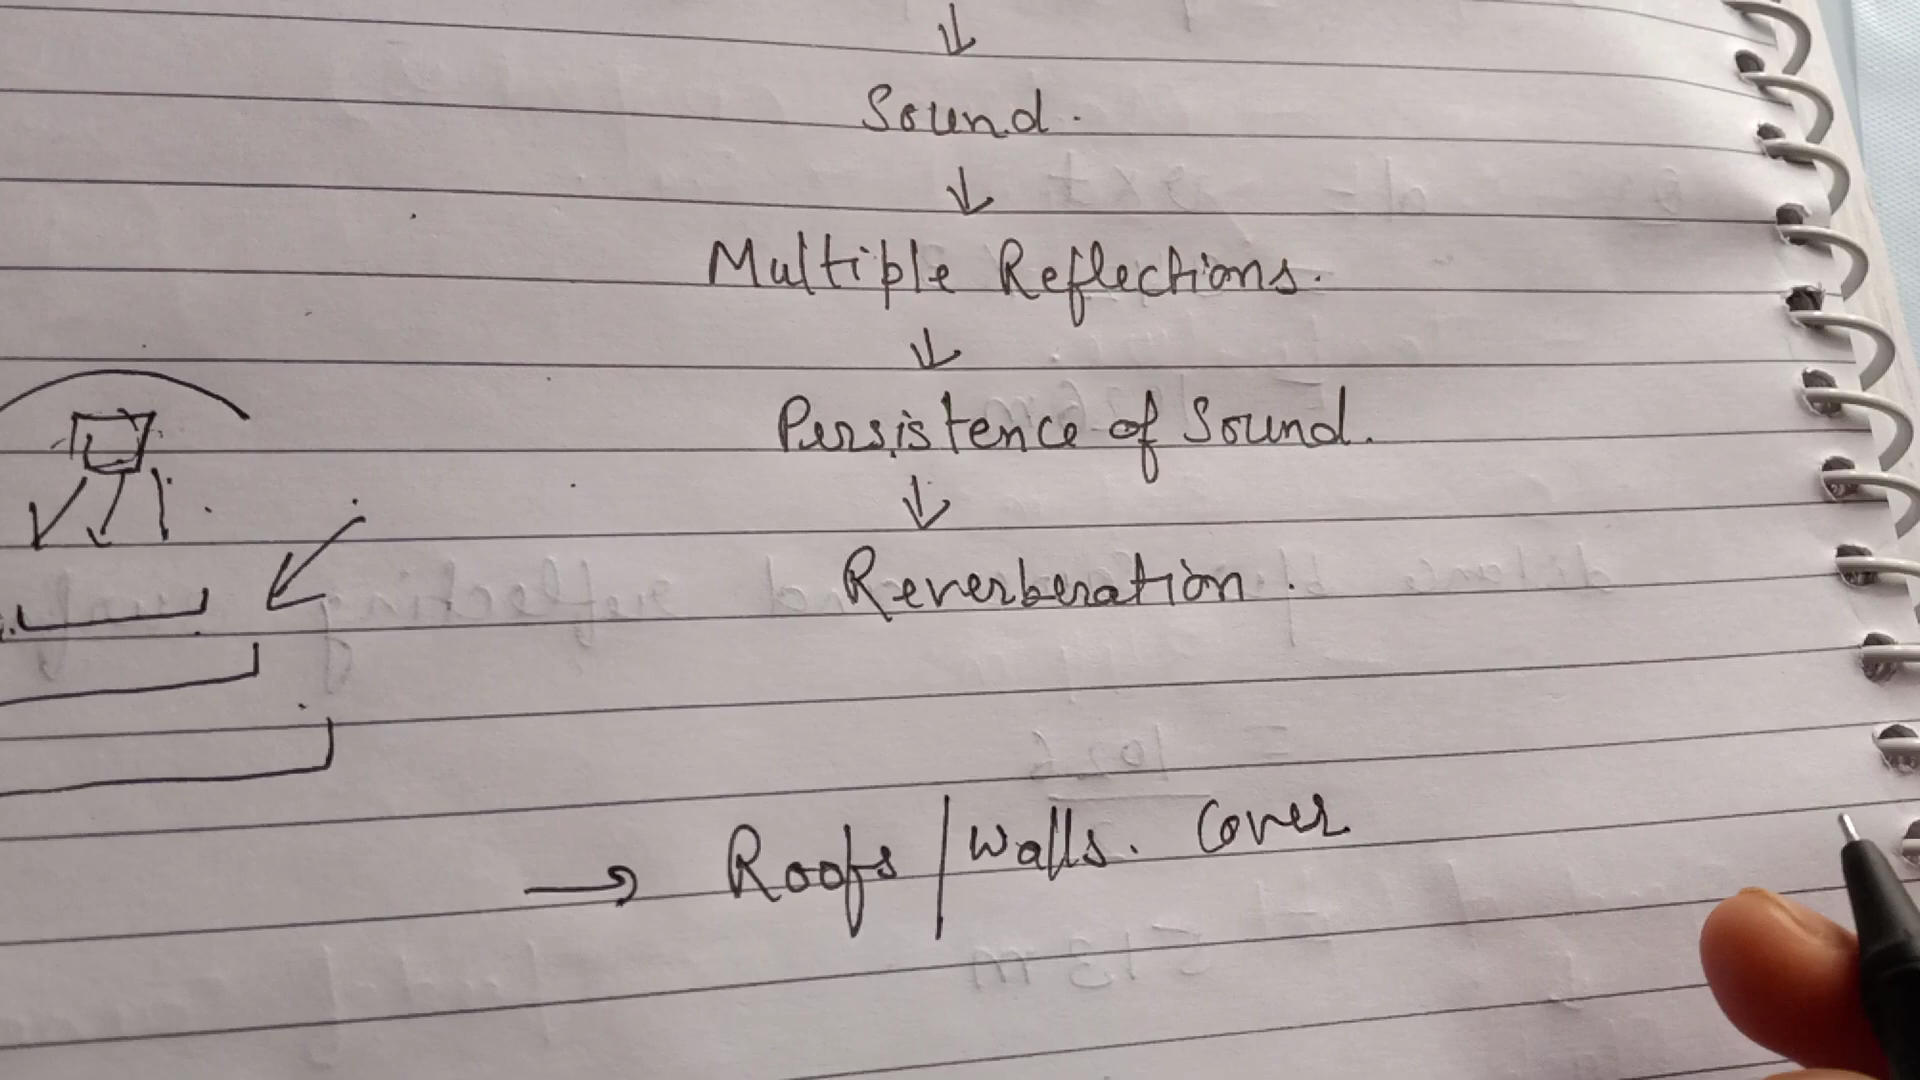 ↓
Sound.
↓
Multiple Reflections.
↓
Persistence of Sound.
↓
Reverberation.
→ Roofs / Walls. Cover